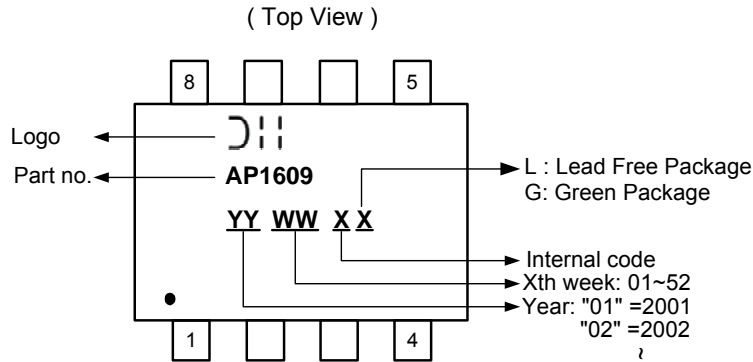 ( Top View )
8 5
Logo
Part no.
AP1609
YY WW X X
L : Lead Free Package
G: Green Package
Internal code
Xth week: 01~52
Year: "01" =2001
"02" =2002
~
1 4